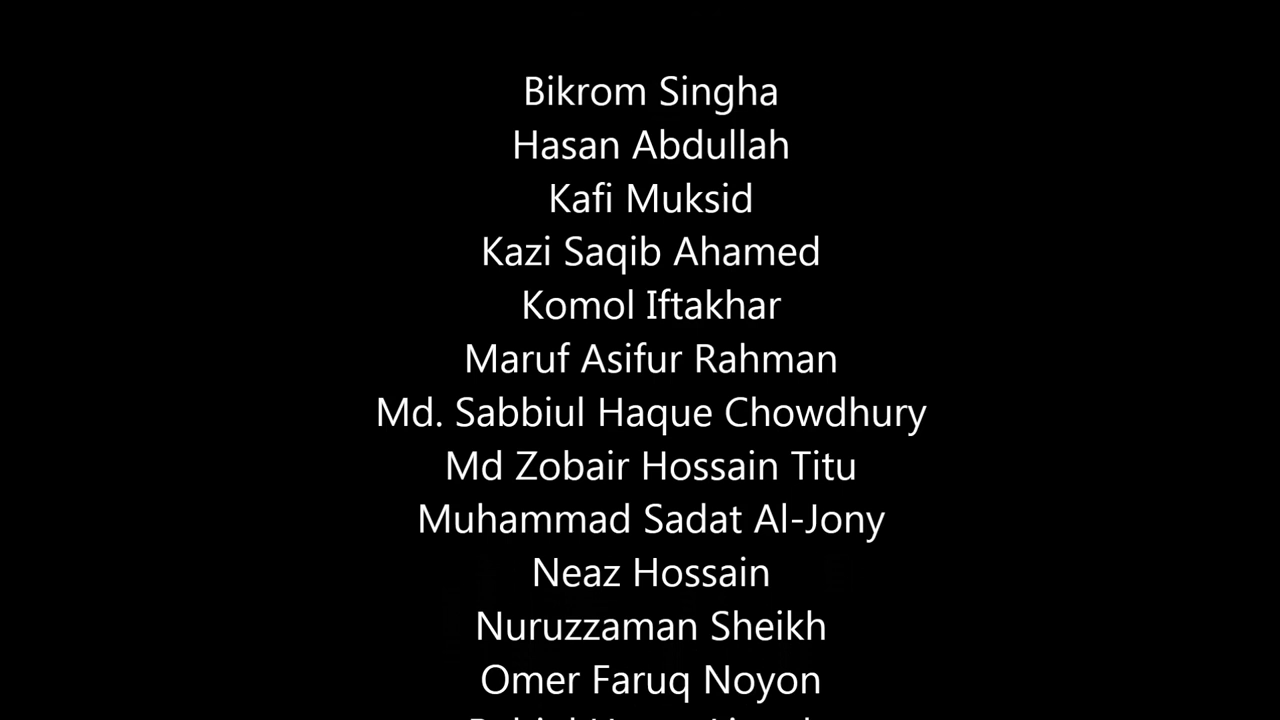 Bikrom Singha
Hasan Abdullah
Kafi Muksid
Kazi Saqib Ahamed
Komol Iftakhar
Maruf Asifur Rahman
Md. Sabbiul Haque Chowdhury
Md Zobair Hossain Titu
Muhammad Sadat Al-Jony
Neaz Hossain
Nuruzzaman Sheikh
Omer Faruq Noyon